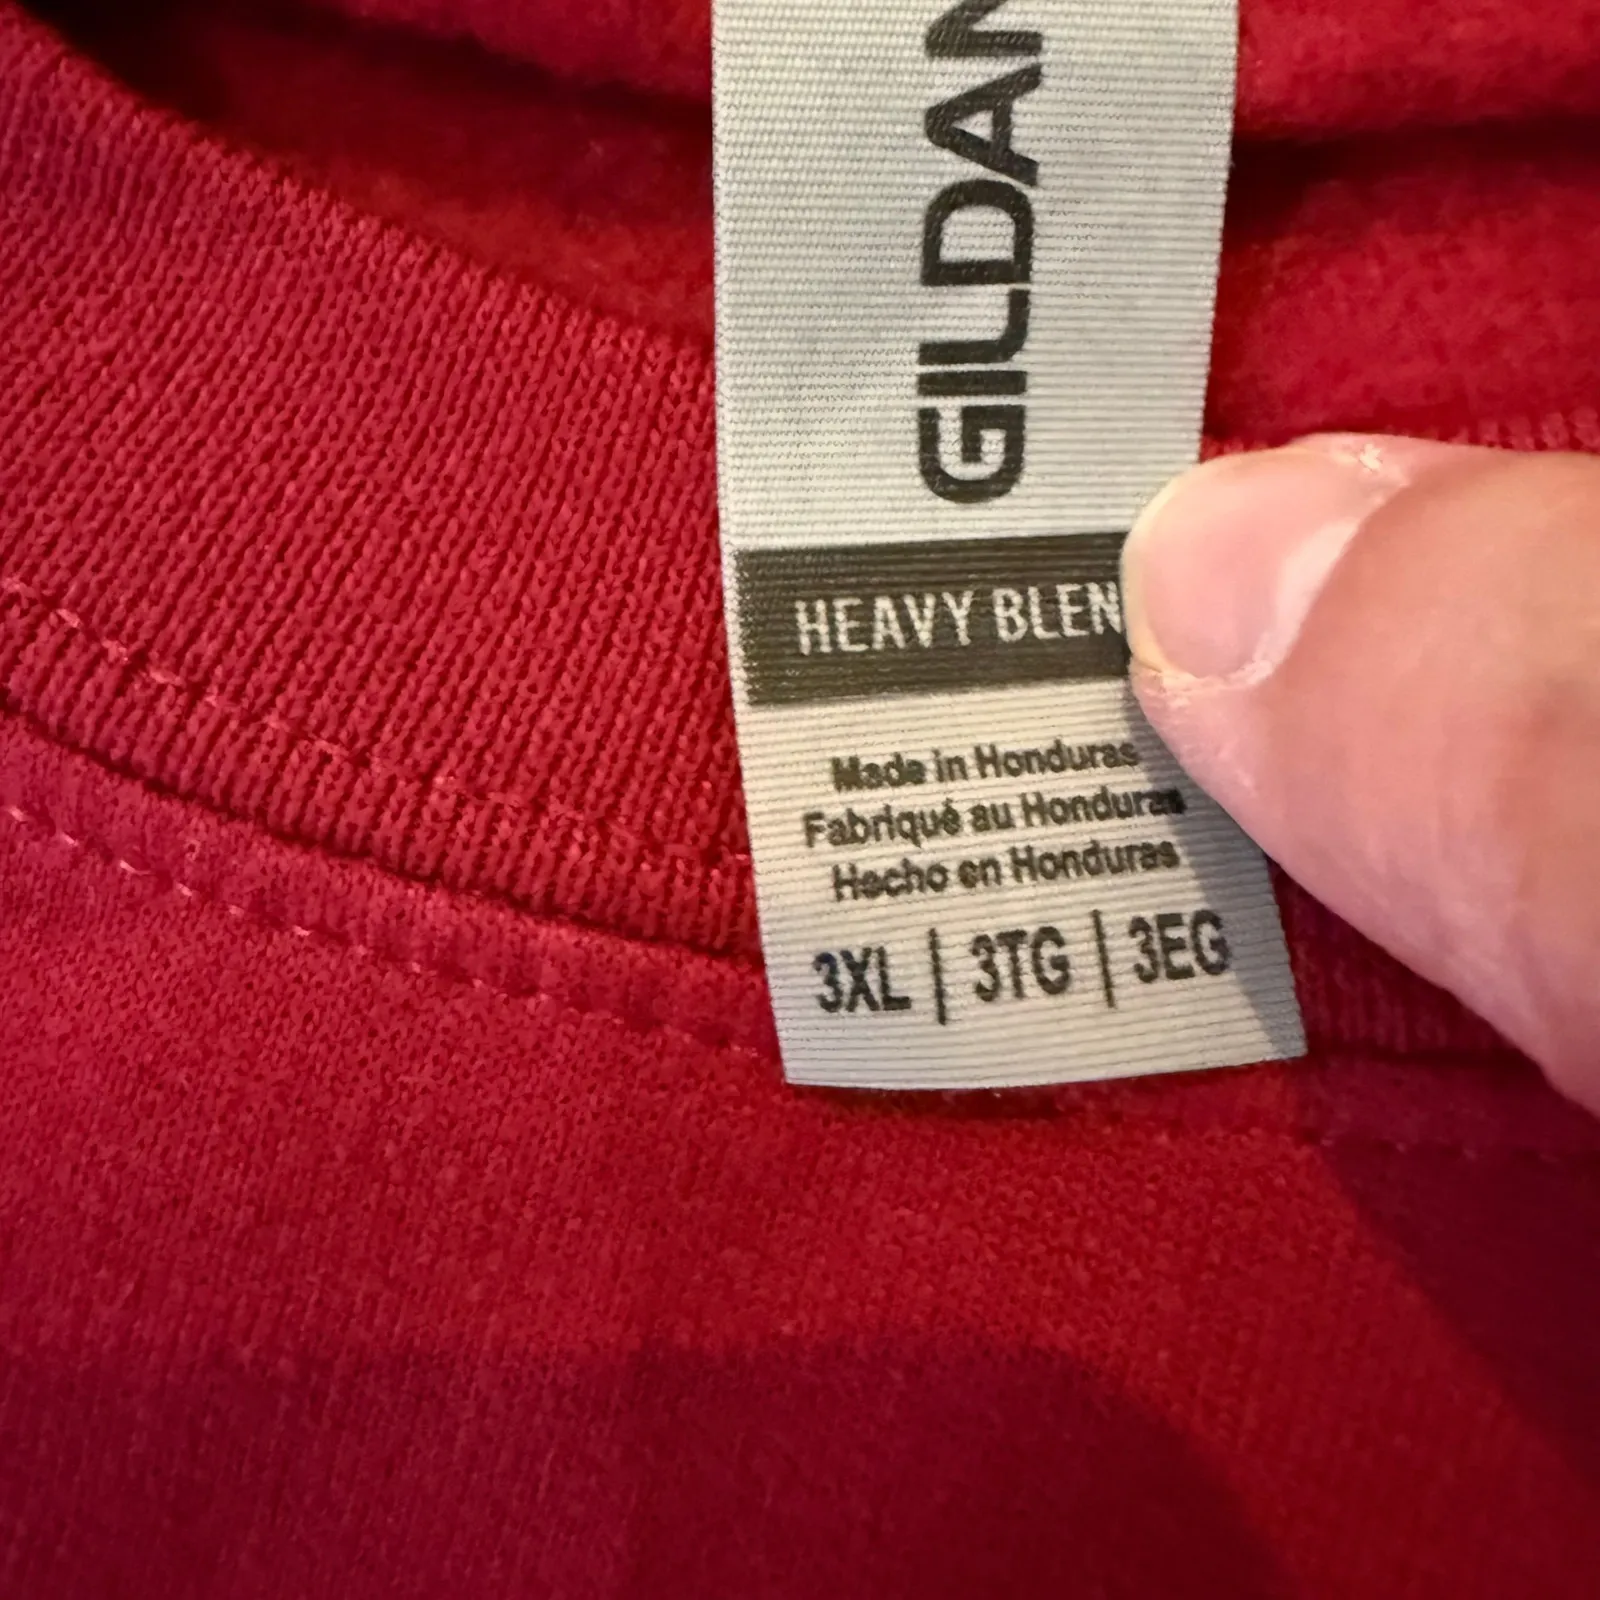 GILDAN
HEAVY BLEN
Made in Honduras
Fabriqué au Honduras
Hecho en Honduras
3XL | 3TG | 3EG